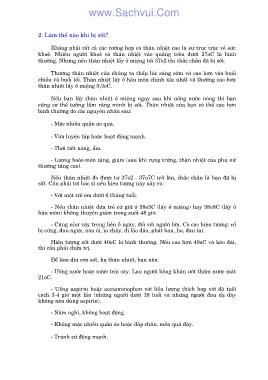 www.Sachvui.Com
2. Làm thế nào khi bị sốt?
Không phải tất cả các trường hợp có thân nhiệt cao là sự trục trặc về sức
khoẻ. Nhiều người khoẻ có thân nhiệt vào quãng trên dưới 37oC là bình
thường. Nhưng nếu thân nhiệt lấy ở miệng tới 37o2 thì chắc chắn đã bị sốt.
Thường thân nhiệt của chúng ta thấp lúc sáng sớm và cao hơn vào buổi
chiều và buổi tối. Thân nhiệt lấy ở hậu môn chính xác nhất và thường cao hơn
thân nhiệt lấy ở miệng 0,3oC.
Nếu bạn lấy thân nhiệt ở miệng ngay sau khi uống nước nóng thì bạn
cũng có thể tưởng lầm rằng mình bị sốt. Thân nhiệt của bạn có thể cao hơn
bình thường do các nguyên nhân sau:
- Mặc nhiều quần áo quá.
- Vừa luyện tập hoặc hoạt động mạnh.
- Thời tiết nóng, ẩm.
- Lượng hoóc-môn tăng, giảm (sau khi rụng trứng, thân nhiệt của phụ nữ
thường tăng cao).
Nếu thân nhiệt đo được từ 37o2 - 37o7C trở lên, chắc chắn là bạn đã bị
sốt. Cần phải tới bác sĩ nếu hiện tượng này xảy ra:
- Với một trẻ em dưới 6 tháng tuổi.
- Nếu thân nhiệt đứa trẻ cứ giữ ở 38o3C (lấy ở miệng) hay 38o8C (lấy ở
hậu môn) không thuyên giảm trong suốt 48 giờ.
- Cũng như vậy trong liền 5 ngày, đối với người lớn. Có các hiện tượng: cổ
bị cứng, đau ngực, nôn ói, ỉa chảy, đi lảo đảo, phát ban, ho, đau tai.
Hiện tượng sốt dưới 40oC là bình thường. Nếu cao hơn 40oC và kéo dài,
thì cần phải chữa trị.
Để làm dịu cơn sốt, hạ thân nhiệt, bạn nên:
- Uống nước hoặc nước trái cây. Lau người bằng khăn ướt thấm nước mát
21oC.
- Uống aspirin hoặc acetaminophen với liều lượng thích hợp với độ tuổi
cách 3-4 giờ một lần (những người dưới 19 tuổi và những người đau dạ dày
không nên dùng aspirin).
- Nằm nghỉ, không hoạt động.
- Không mặc nhiều quần áo hoặc đắp chăn, mền quá dày.
- Tránh cử động mạnh.